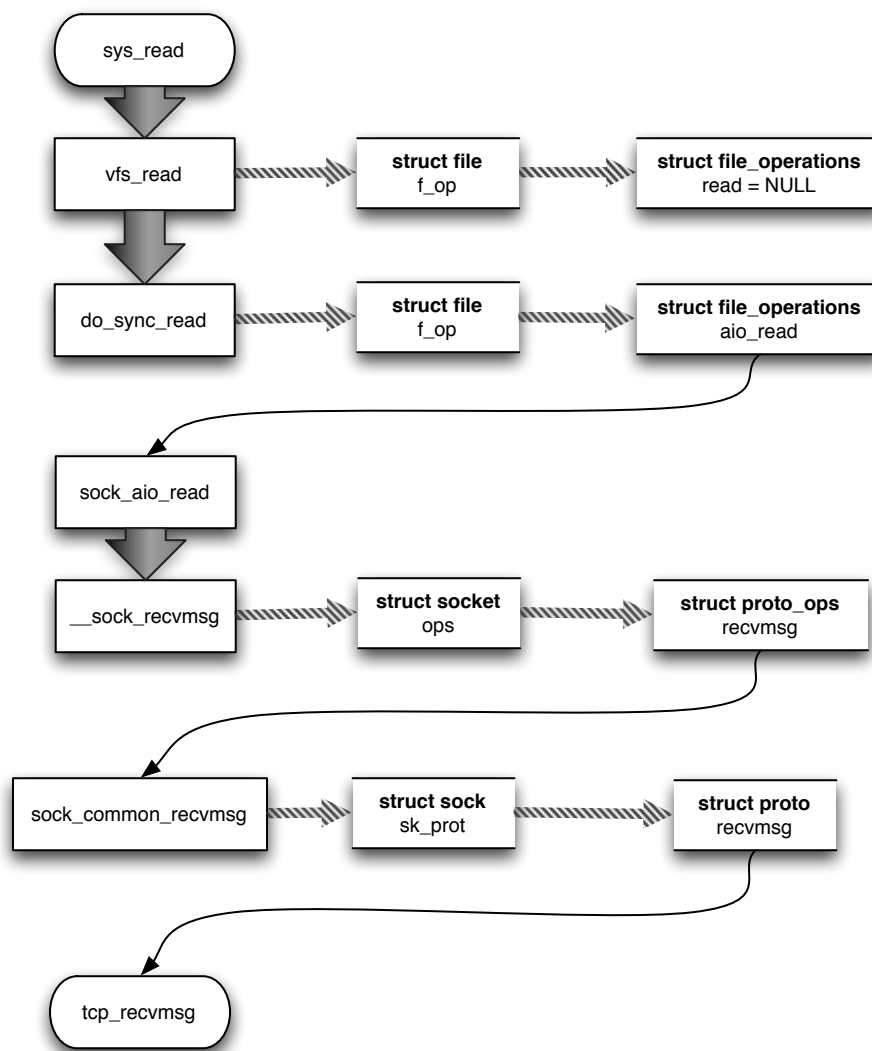 sys_read
vfs_read
struct file
f_op
struct file_operations
read = NULL
do_sync_read
struct file
f_op
struct file_operations
aio_read
sock_aio_read
__sock_recvmsg
struct socket
ops
struct proto_ops
recvmsg
sock_common_recvmsg
struct sock
sk_prot
struct proto
recvmsg
tcp_recvmsg